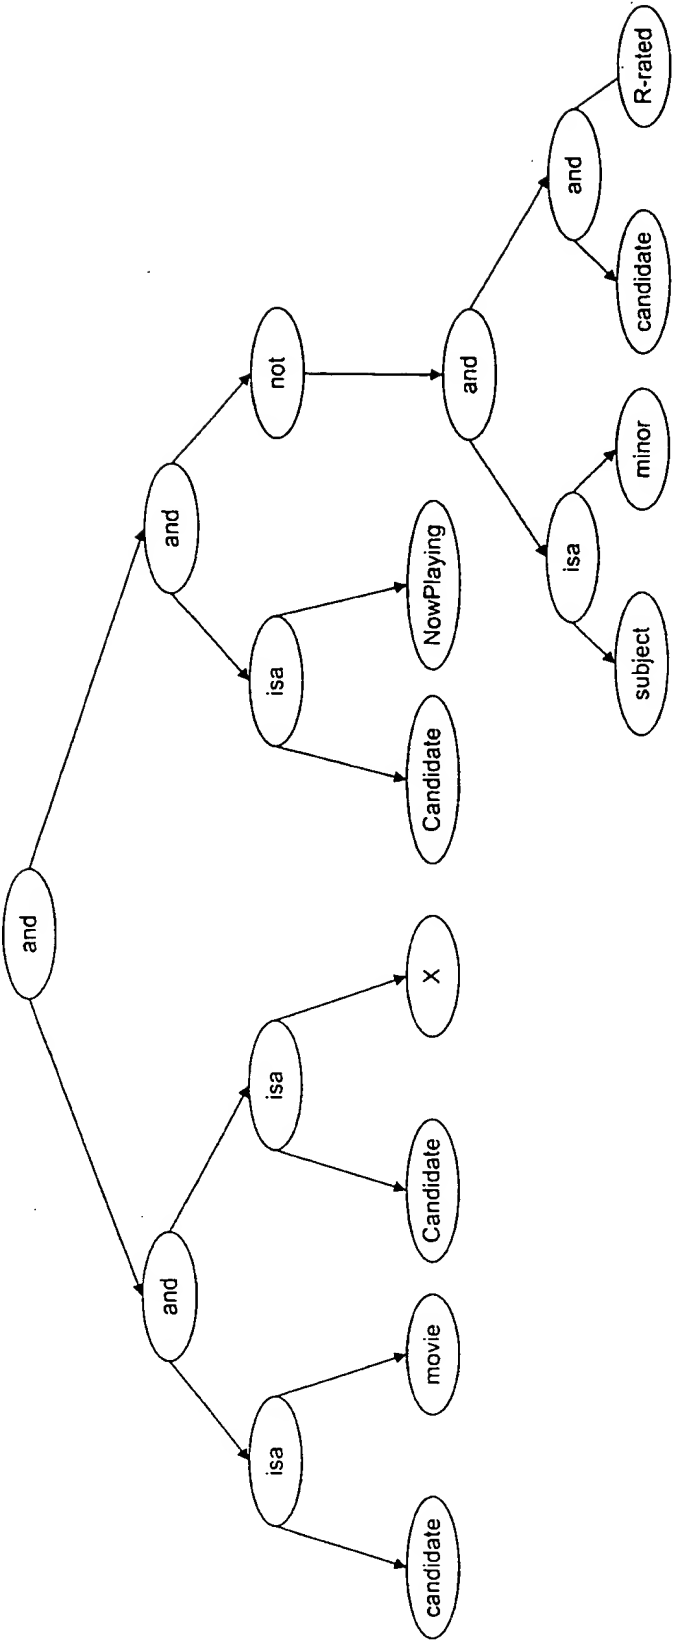 and
and
and
isa
isa
isa
not
candidate
movie
Candidate
X
Candidate
NowPlaying
and
isa
and
subject
minor
candidate
R-rated